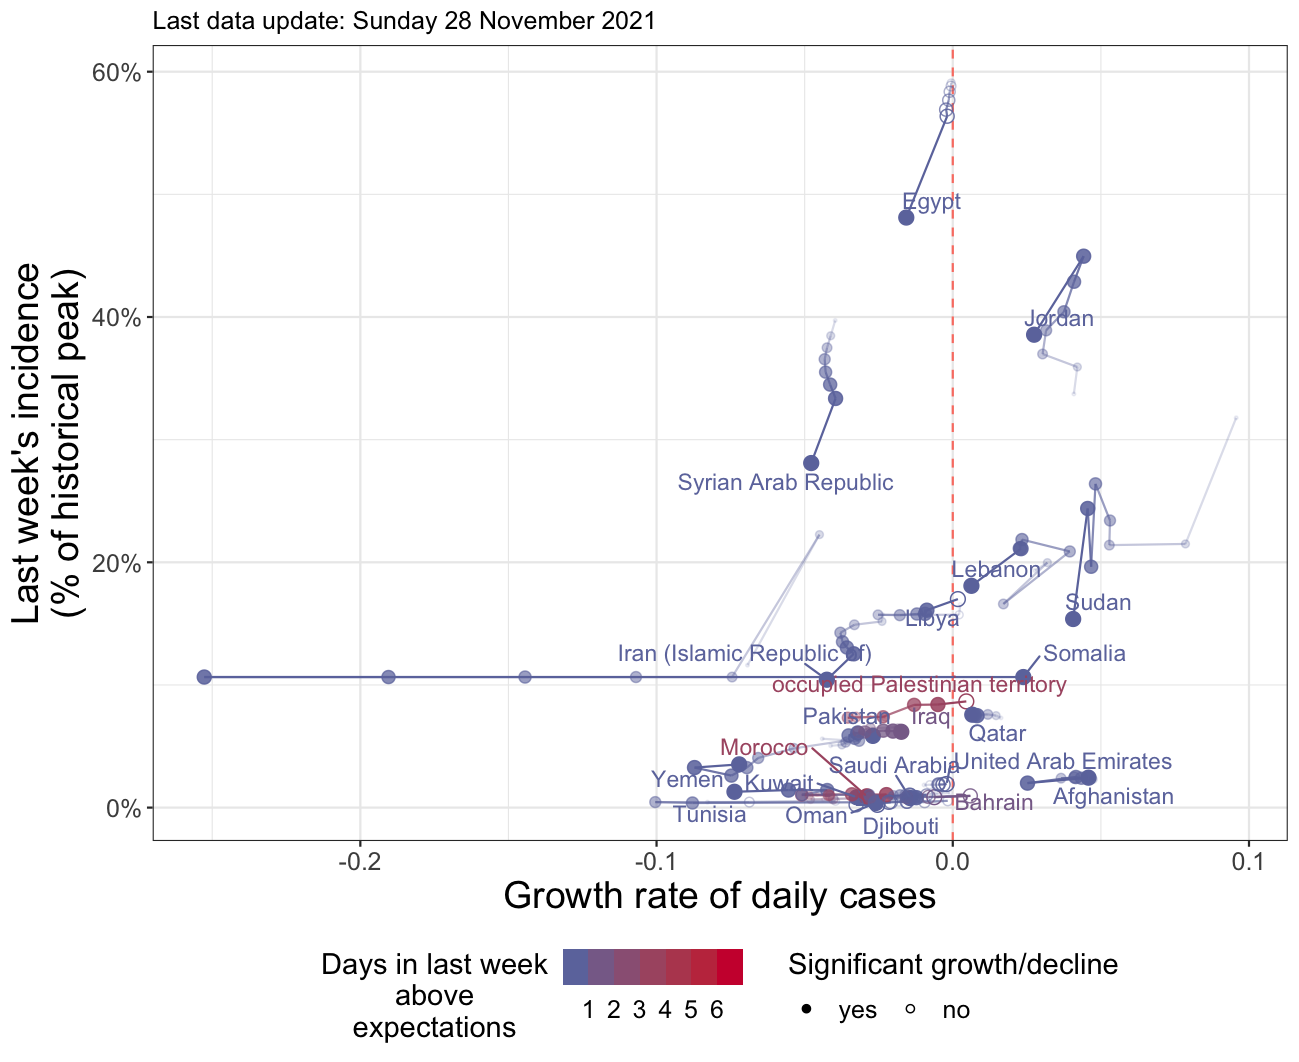 Last data update: Sunday 28 November 2021
Last week's incidence
(% of historical peak)
60%
40%
20%
0%
Egypt
Jordan
Syrian Arab Republic
Lebanon
Sudan
Libya
Iran (Islamic Republic of)
Somalia
occupied Palestinian territory
Pakistan
Iraq
Qatar
Morocco
Saudi Arabia
United Arab Emirates
Yemen
Kuwait
Afghanistan
Bahrain
Tunisia
Oman
Djibouti
-0.2
-0.1
0.0
0.1
Growth rate of daily cases
Days in last week
above
expectations
1 2 3 4 5 6
Significant growth/decline
yes
no